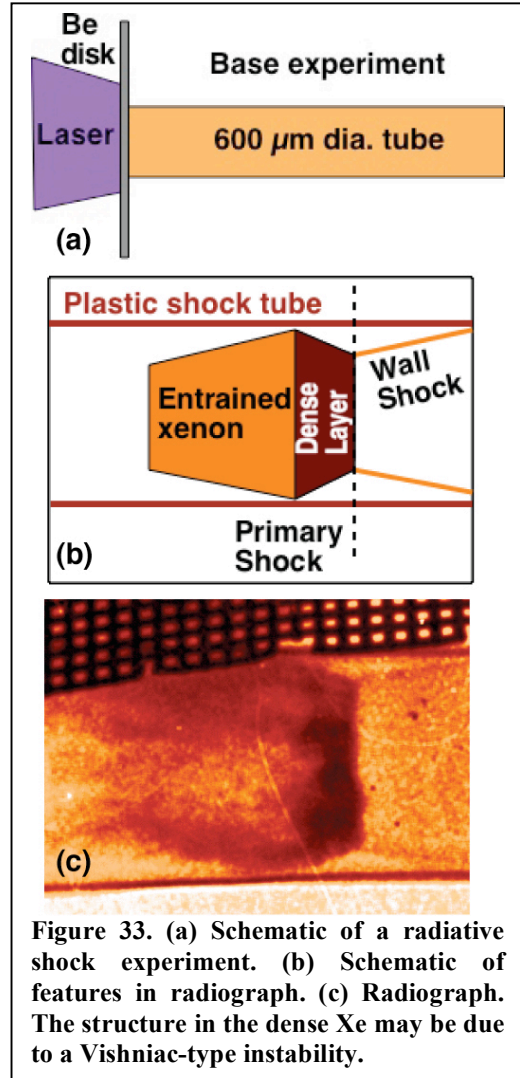 Be
disk
Base experiment
Laser
600 µm dia. tube
(a)
Plastic shock tube
Wall
Shock
Entrained
xenon
Dense
Layer
Primary
Shock
(b)
(c)
Figure 33. (a) Schematic of a radiative
shock experiment. (b) Schematic of
features in radiograph. (c) Radiograph.
The structure in the dense Xe may be due
to a Vishniac-type instability.